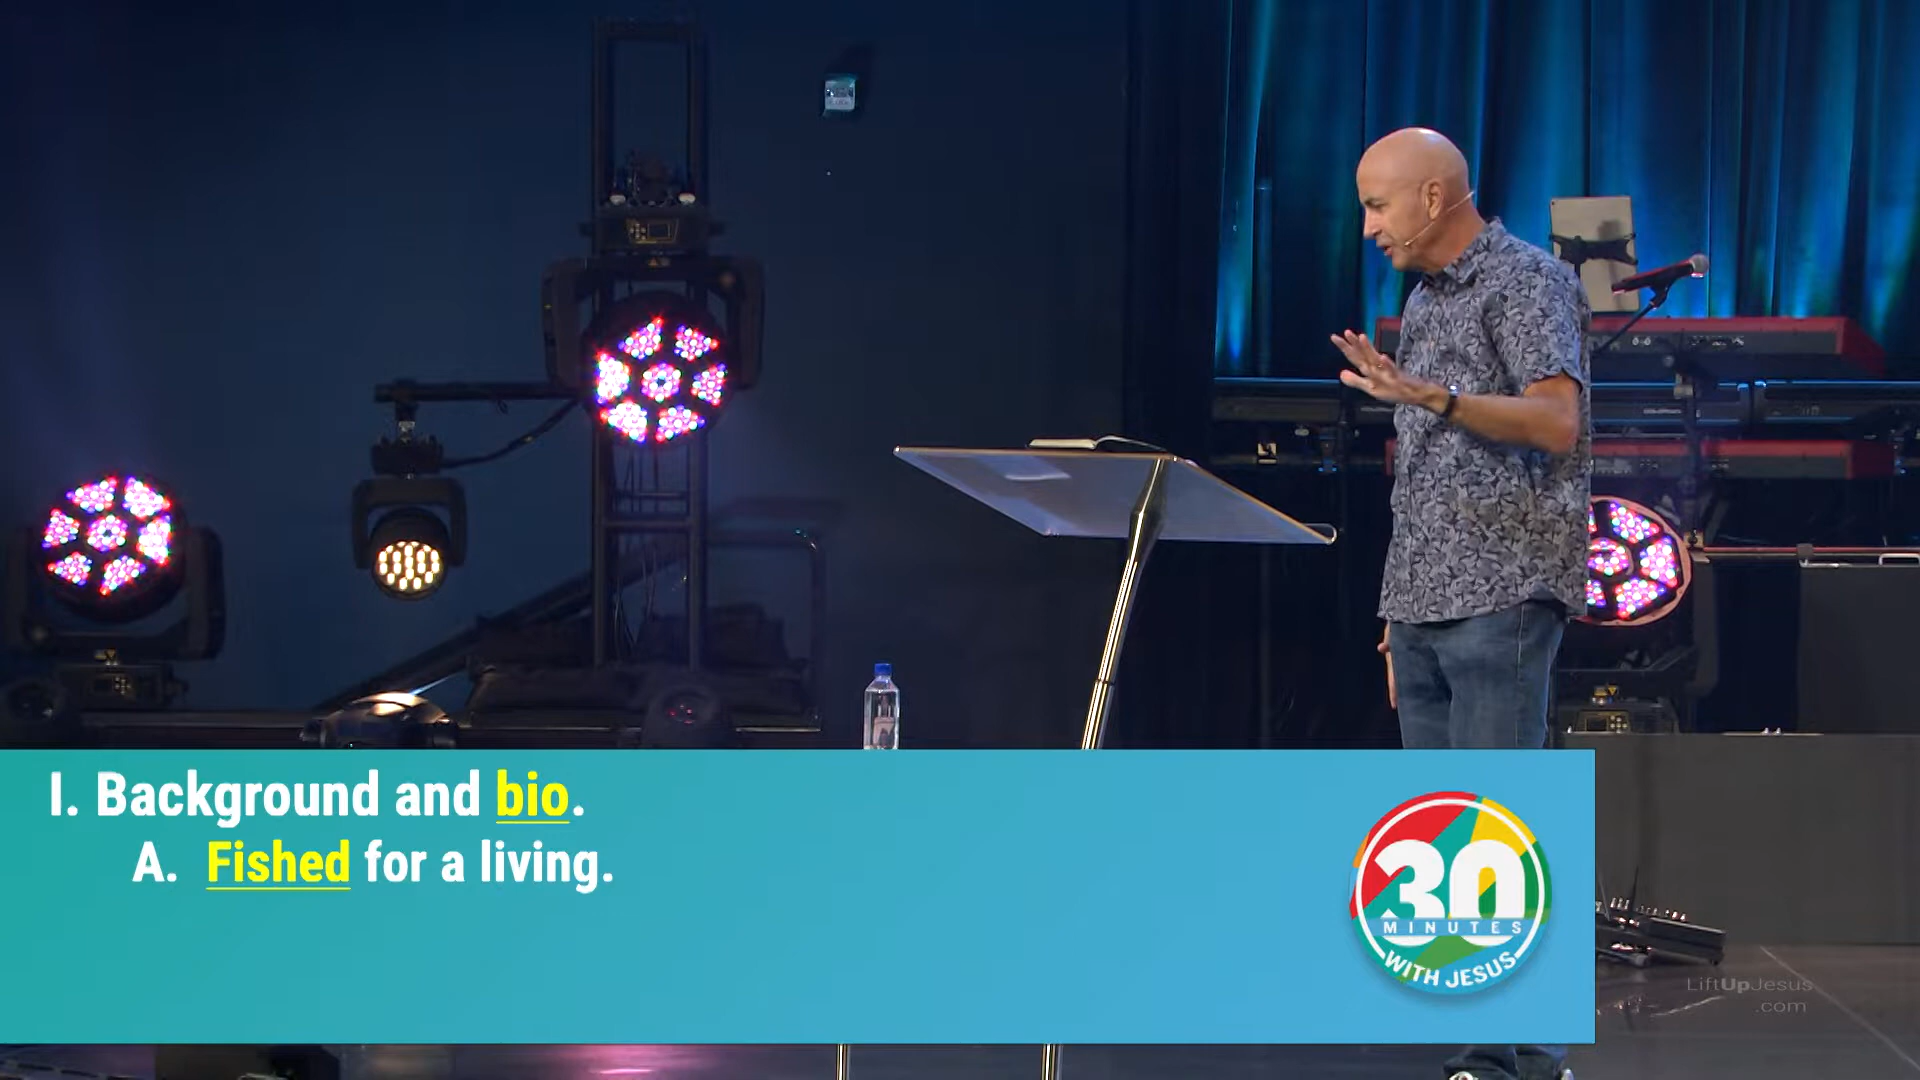 I. Background and bio.
A. Fished for a living.
30
MINUTES
WITH JESUS
LiftUpJesus
.com